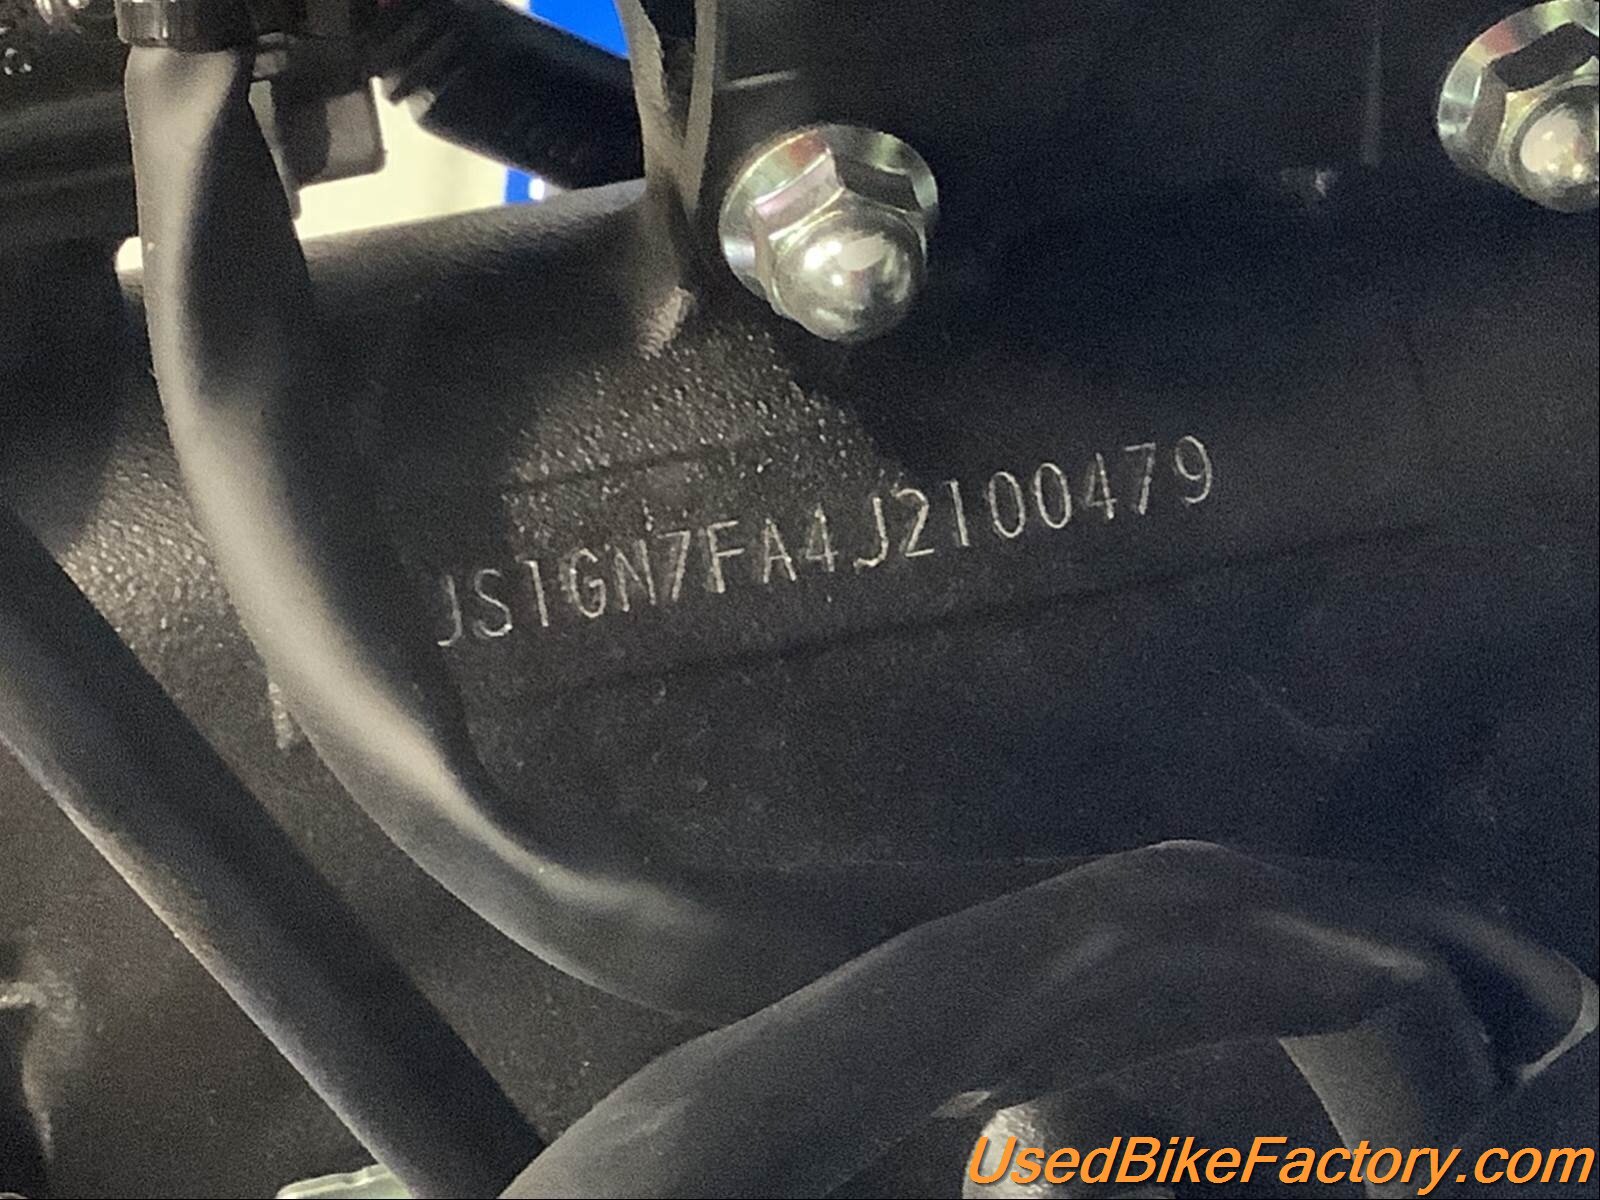 JS1GN7FA4J2100479
UsedBikeFactory.com